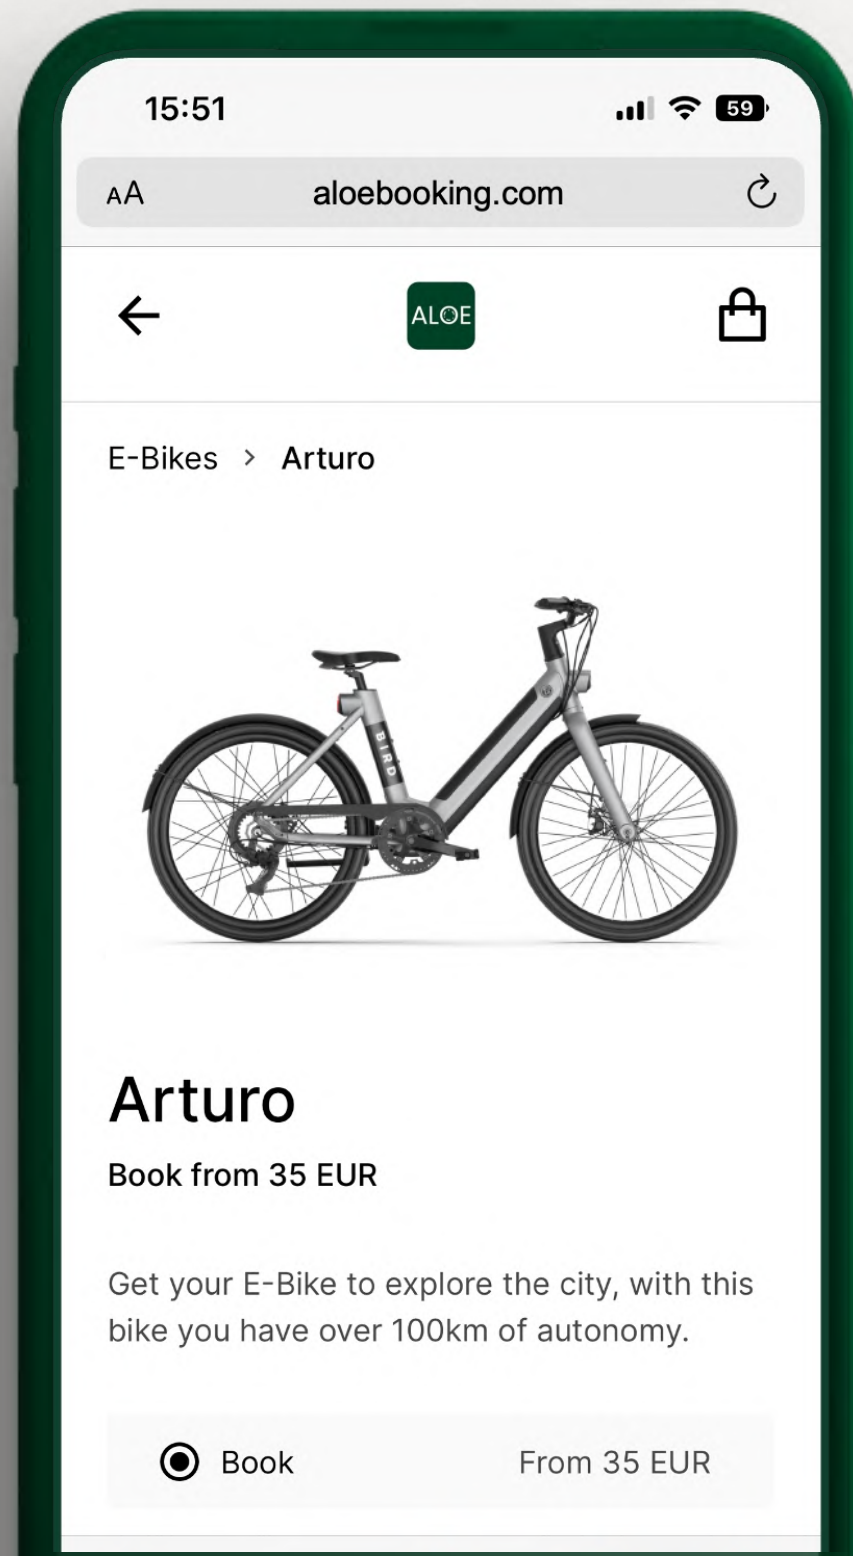 15:51
59
AA
aloebooking.com
ALOE
E-Bikes > Arturo
BIRD
Arturo
Book from 35 EUR
Get your E-Bike to explore the city, with this
bike you have over 100km of autonomy.
Book From 35 EUR